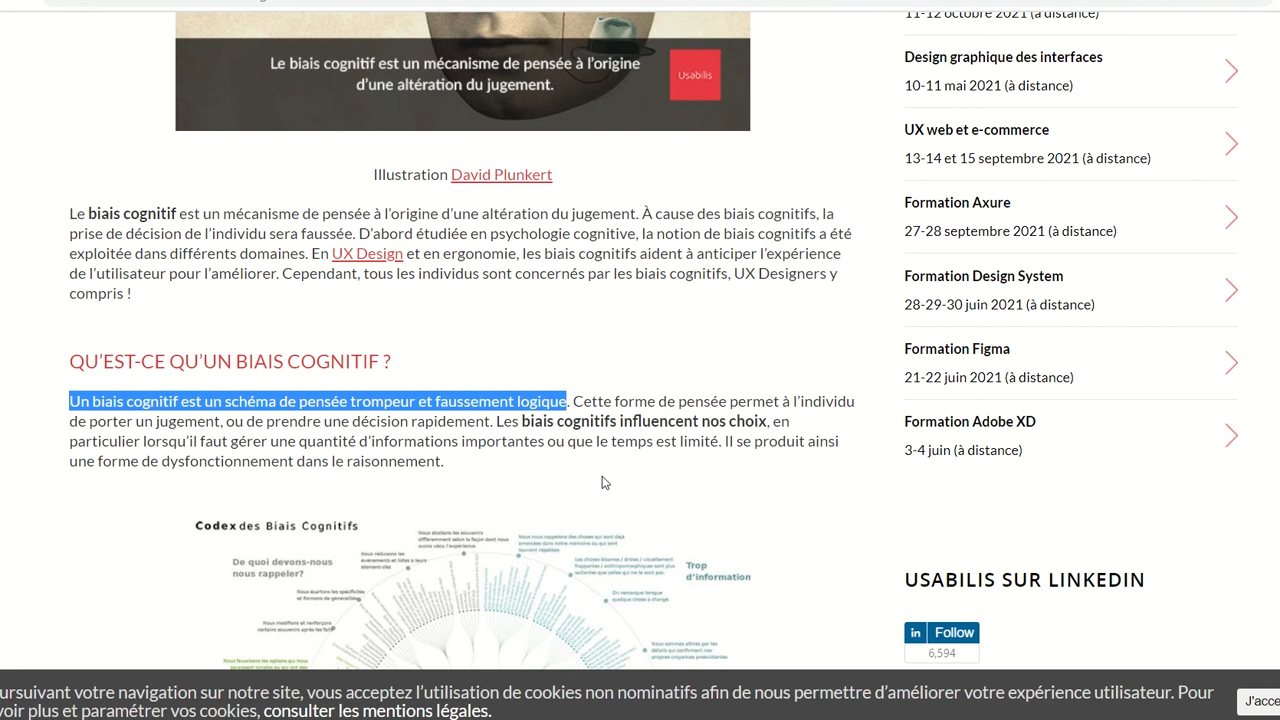 Le biais cognitif est un mécanisme de pensée à l'origine
d'une altération du jugement.
Usabilis
Illustration David Plunkert
Le biais cognitif est un mécanisme de pensée à l'origine d'une altération du jugement. À cause des biais cognitifs, la
prise de décision de l'individu sera faussée. D'abord étudiée en psychologie cognitive, la notion de biais cognitifs a été
exploitée dans différents domaines. En UX Design et en ergonomie, les biais cognitifs aident à anticiper l'expérience
de l'utilisateur pour l'améliorer. Cependant, tous les individus sont concernés par les biais cognitifs, UX Designers y
compris !
QU'EST-CE QU'UN BIAIS COGNITIF ?
Un biais cognitif est un schéma de pensée trompeur et faussement logique. Cette forme de pensée permet à l'individu
de porter un jugement, ou de prendre une décision rapidement. Les biais cognitifs influencent nos choix, en
particulier lorsqu'il faut gérer une quantité d'informations importantes ou que le temps est limité. Il se produit ainsi
une forme de dysfonctionnement dans le raisonnement.
Codex des Biais Cognitifs
De quoi devons-nous
nous rappeler?
Nous stockons les souvenirs
différemment selon la façon dont nous
avons vécu l'expérience.
Nous réduisons les
événements et listes à leurs
élément-clés
Nous écartons les spécificités
et formons de généralités
Nous modifions et renforçons
certains souvenirs après les faits
Nous favorisons les options qui nous
Nous nous rappelons des choses qui sont déjà
ancrées dans notre mémoire ou qui sont
souvent répétées
Les choses bizarres / drôles / visuellement
frappantes / anthropomorphiques sont plus
saillantes que celles qui ne le sont pas.
Trop
d'information
On remarque lorsque
quelque chose a changé.
Nous sommes attirés par les
détails qui confirment nos
propres croyances préexistantes
11-12 octobre 2021 (à distance)
Design graphique des interfaces
10-11 mai 2021 (à distance)
UX web et e-commerce
13-14 et 15 septembre 2021 (à distance)
Formation Axure
27-28 septembre 2021 (à distance)
Formation Design System
28-29-30 juin 2021 (à distance)
Formation Figma
21-22 juin 2021 (à distance)
Formation Adobe XD
3-4 juin (à distance)
USABILIS SUR LINKEDIN
in Follow
6,594
oursuivant votre navigation sur notre site, vous acceptez l'utilisation de cookies non nominatifs afin de nous permettre d'améliorer votre expérience utilisateur. Pour
voir plus et paramétrer vos cookies, consulter les mentions légales.
J'acce